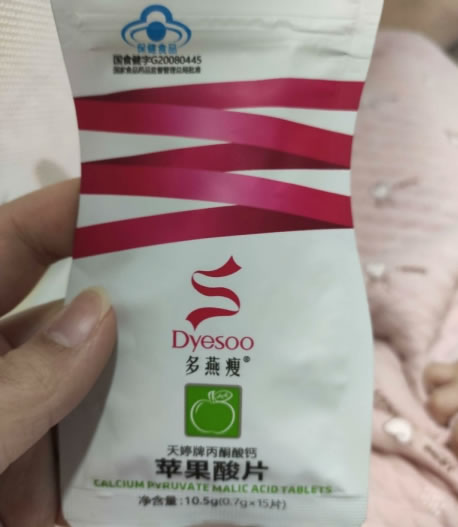 保健食品
国食健字G20080445
国家食品药品监督管理总局批准
Dyesoo
多燕瘦®
天婷牌丙酮酸钙
苹果酸片
CALCIUM PYRUVATE MALIC ACID TABLETS
净含量：10.5g(0.7g×15片)